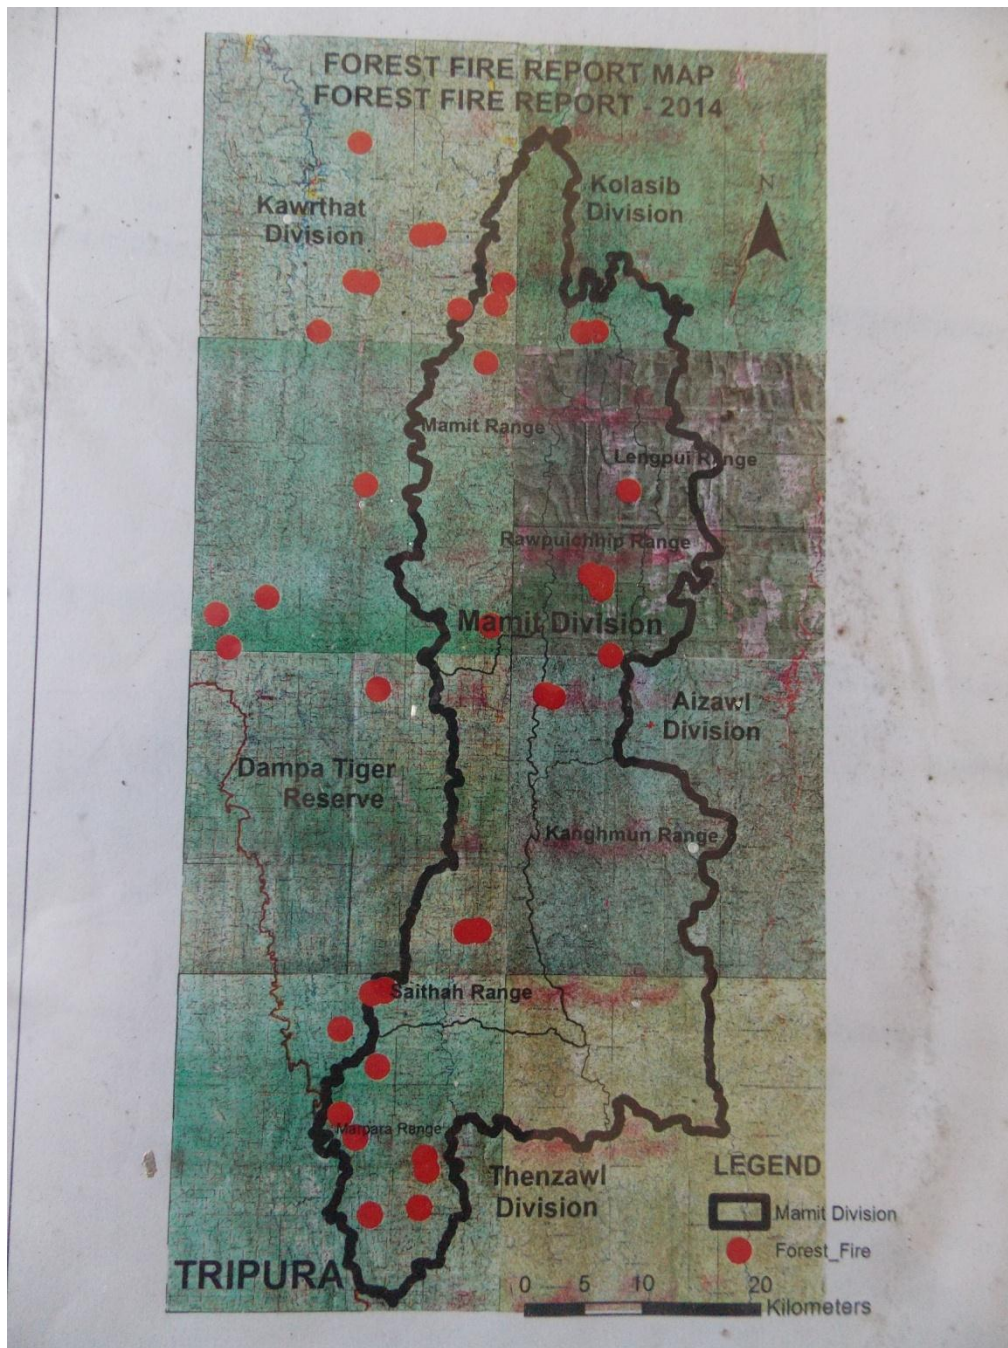 FOREST FIRE REPORT MAP
FOREST FIRE REPORT - 2014
Kolasib
Division
N
Kawrthat
Division
Mamit Range
Lengpui Range
Rawpuichhip Range
Mamit Division
Aizawl
Division
Dampa Tiger
Reserve
Kanghmun Range
Saithah Range
Marpara Range
Thenzawl
Division
LEGEND
Mamit Division
Forest_Fire
TRIPURA
0 5 10 20
Kilometers